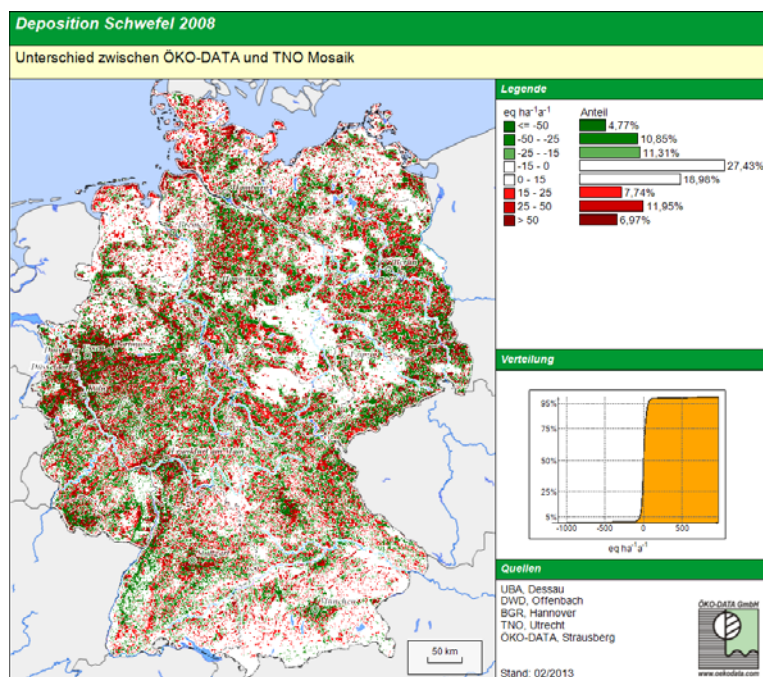 Deposition Schwefel 2008
Unterschied zwischen ÖKO-DATA und TNO Mosaik
Legende
eq ha⁻¹a⁻¹ Anteil
<= -50 4,77%
-50 - -25 10,85%
-25 - -15 11,31%
-15 - 0 27,43%
0 - 15 18,98%
15 - 25 7,74%
25 - 50 11,95%
> 50 6,97%
Verteilung
95%
75%
50%
25%
5%
-1000 -500 0 500
eq ha⁻¹a⁻¹
Quellen
UBA, Dessau
DWD, Offenbach
BGR, Hannover
TNO, Utrecht
ÖKO-DATA, Strausberg
Stand: 02/2013
ÖKO-DATA GmbH
www.oekodata.com
50 km